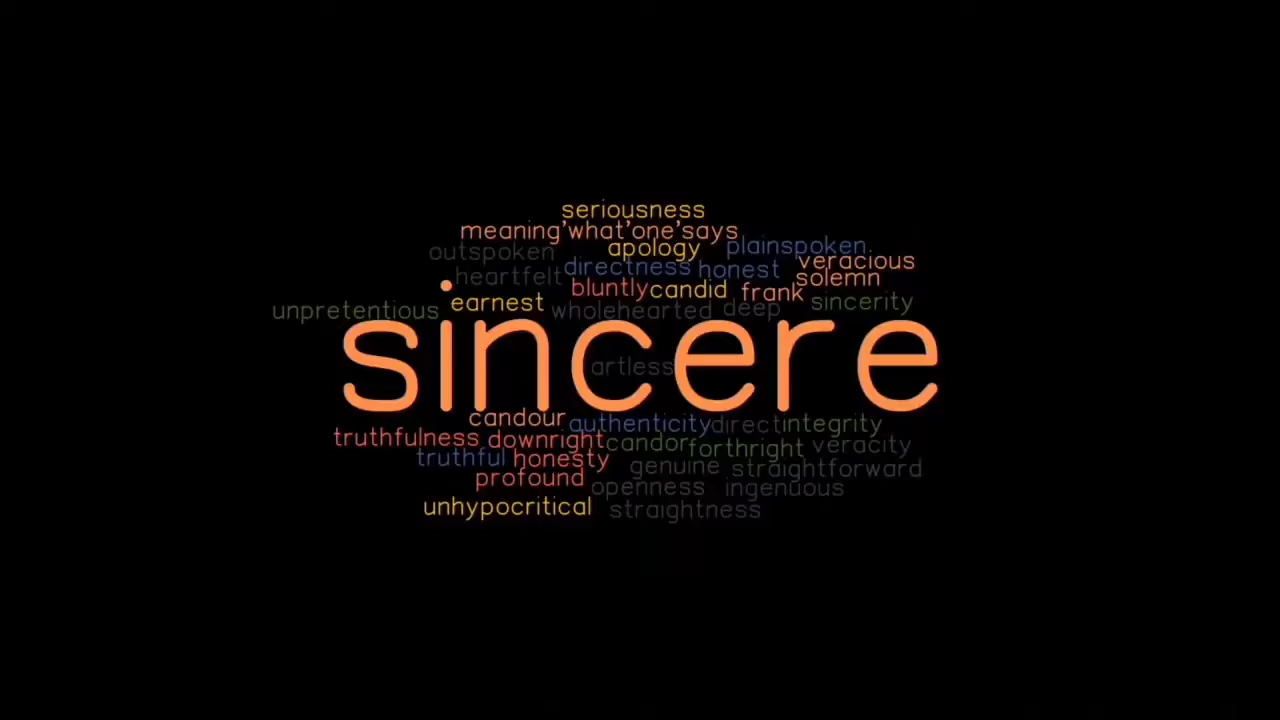 seriousness
meaning'what'one'says
outspoken apology plainspoken
heartfelt directness honest veracious
bluntly candid frank solemn
unpretentious earnest wholehearted deep sincerity
sincere
artless
candour authenticity direct integrity
truthfulness downright candor forthright veracity
truthful honesty genuine straightforward
profound openness ingenuous
unhypocritical straightness